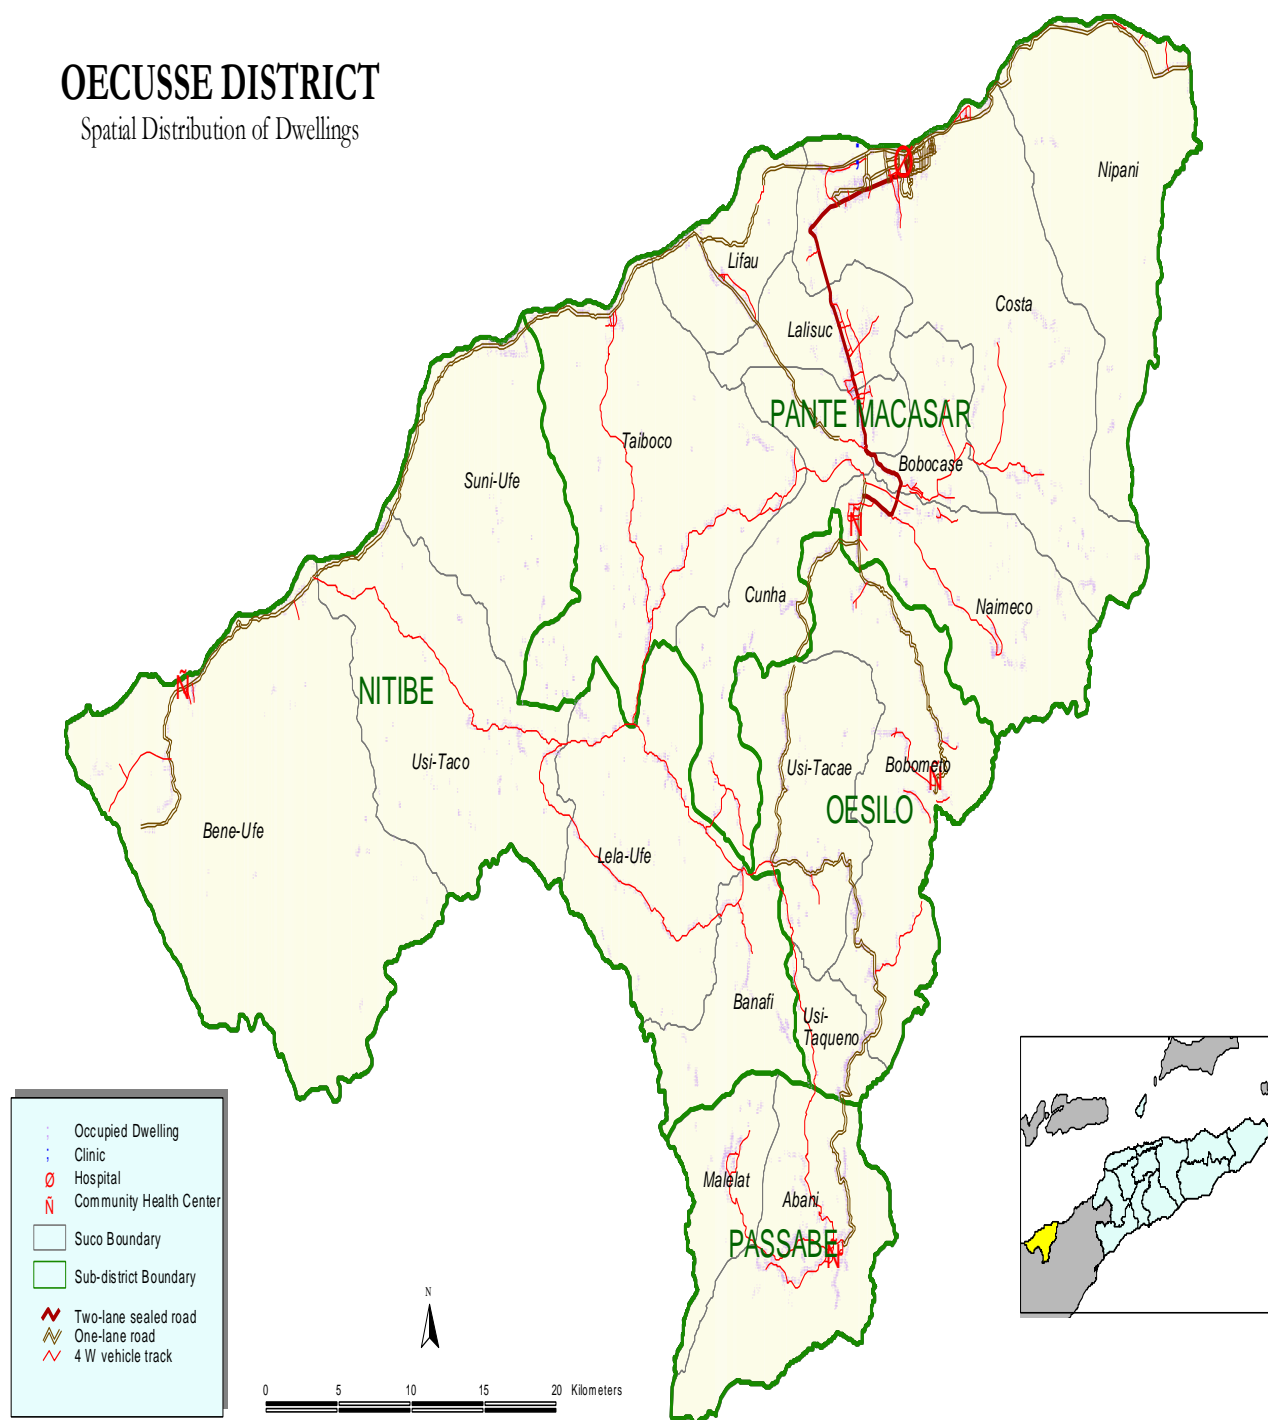 OECUSSE DISTRICT
Spatial Distribution of Dwellings
Nipani
Lifau
Costa
Lalisuc
PANTE MACASAR
Taiboco
Bobocase
Suni-Ufe
Ñ
Cunha
Naimeco
Ñ
NITIBE
Usi-Taco
Usi-Tacae
Bobometo
Ñ
OESILO
Bene-Ufe
Lela-Ufe
Banafi
Usi-
Taqueno
Malelat
Abani
PASSABE
Ñ
; Occupied Dwelling
; Clinic
Ø Hospital
Ñ Community Health Center
Suco Boundary
Sub-district Boundary
Two-lane sealed road
One-lane road
4 W vehicle track
N
0 5 10 15 20 Kilometers